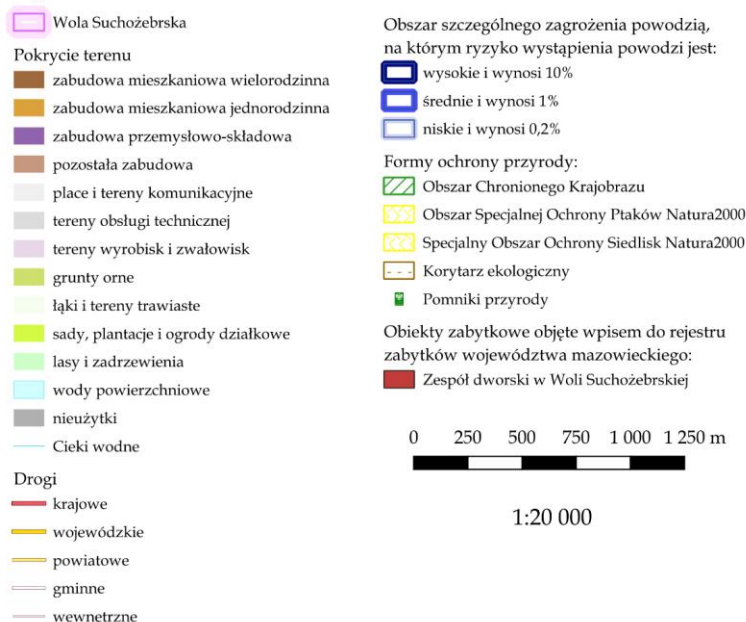 Wola Suchożebrska
Pokrycie terenu
zabudowa mieszkaniowa wielorodzinna
zabudowa mieszkaniowa jednorodzinna
zabudowa przemysłowo-składowa
pozostała zabudowa
place i tereny komunikacyjne
tereny obsługi technicznej
tereny wyrobisk i zwałowisk
grunty orne
łąki i tereny trawiaste
sady, plantacje i ogrody działkowe
lasy i zadrzewienia
wody powierzchniowe
nieużytki
Cieki wodne
Drogi
krajowe
wojewódzkie
powiatowe
gminne
wewnetrzne
Obszar szczególnego zagrożenia powodzią,
na którym ryzyko wystąpienia powodzi jest:
wysokie i wynosi 10%
średnie i wynosi 1%
niskie i wynosi 0,2%
Formy ochrony przyrody:
Obszar Chronionego Krajobrazu
Obszar Specjalnej Ochrony Ptaków Natura2000
Specjalny Obszar Ochrony Siedlisk Natura2000
Korytarz ekologiczny
Pomniki przyrody
Obiekty zabytkowe objęte wpisem do rejestru
zabytków województwa mazowieckiego:
Zespół dworski w Woli Suchożebrskiej
0 250 500 750 1 000 1 250 m
1:20 000